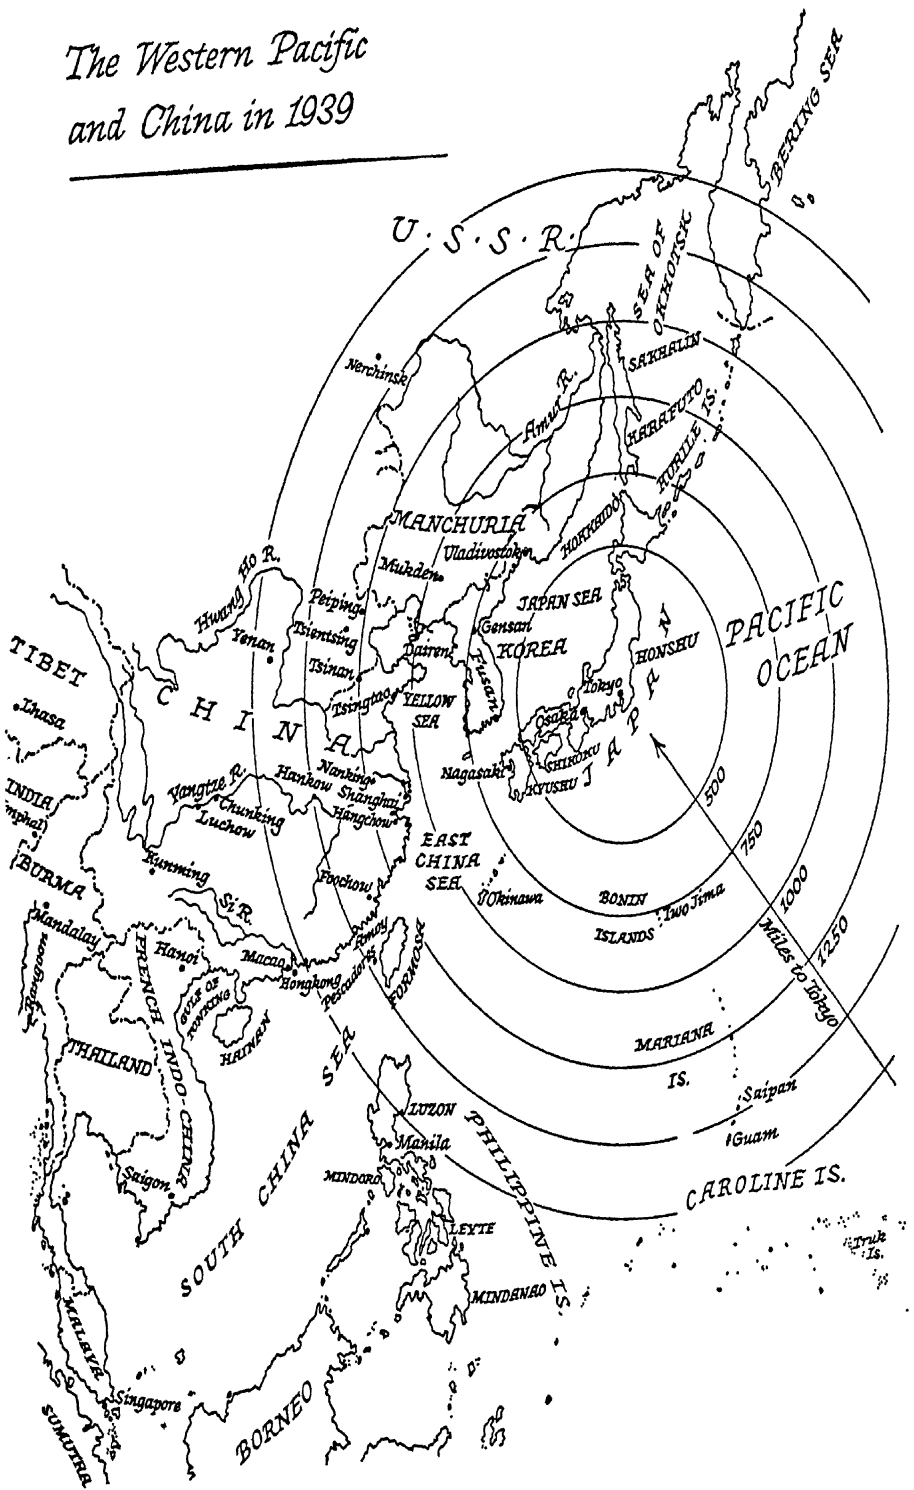 The Western Pacific
and China in 1939
BERING SEA
U.S.S.R.
SEA OF
OKHOTSK
Nerchinsk
SAKHALIN
Amur R.
KARAFUTO
KURILE IS.
MANCHURIA
HOKKAIDO
Vladivostok
Mukden
Hwang Ho R.
Peiping
JAPAN SEA
Tientsing
Gensan
Yenan
Dairen
KOREA
HONSHU
PACIFIC
OCEAN
TIBET
Tsinan
Fusan
Tokyo
CHINA
Tsingtao
YELLOW
SEA
Lhasa
Osaka
JAPAN
SHIKOKU
Nagasaki
KYUSHU
Nanking
Hankow
Shanghai
Yangtze R.
Hangchow
Chunking
Luchow
INDIA
Imphal
500
750
1000
1250
Miles to Tokyo
EAST
CHINA
SEA
BURMA
Kunming
Foochow
Okinawa
BONIN
ISLANDS
Iwo Jima
Si R.
Mandalay
Amoy
Hanoi
Macao
Hongkong
Pescadores
FORMOSA
Rangoon
FRENCH INDO-CHINA
GULF OF
TONKING
HAINAN
MARIANA
IS.
THAILAND
SOUTH CHINA SEA
Saipan
Guam
LUZON
Manila
PHILIPPINE IS.
Saigon
MINDORO
CAROLINE IS.
LEYTE
Truk
Is.
MINDANAO
MALAYA
Singapore
BORNEO
SUMUTRA